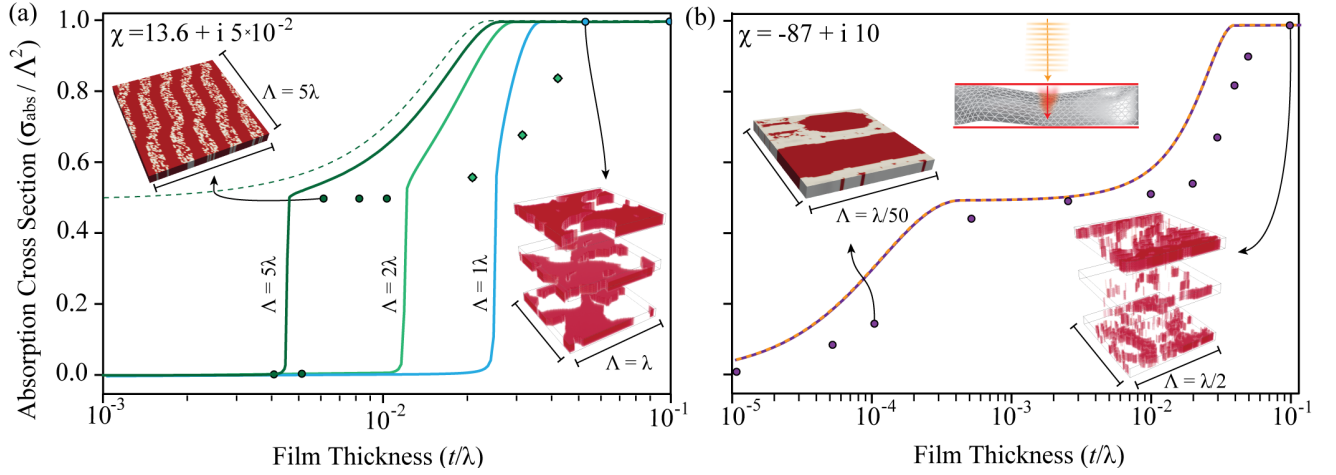 (a)
χ = 13.6 + i 5×10⁻²
Λ = 5λ
Λ = 5λ
Λ = 2λ
Λ = 1λ
Λ = λ
Absorption Cross Section (σabs / Λ²)
1.0
0.8
0.6
0.4
0.2
0.0
10⁻³
10⁻²
10⁻¹
Film Thickness (t/λ)
(b)
χ = -87 + i 10
Λ = λ/50
Λ = λ/2
10⁻⁵
10⁻⁴
10⁻³
10⁻²
10⁻¹
Film Thickness (t/λ)